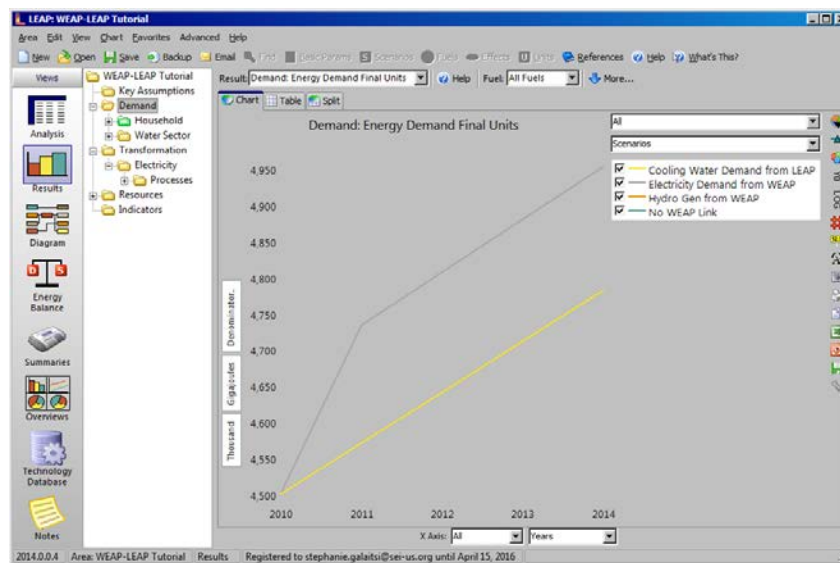 LEAP: WEAP-LEAP Tutorial
Area Edit View Chart Favorites Advanced Help
New Open Save Backup Email Find Basic Params Scenarios Fuels Effects Units References Help What's This?
Views
Analysis
Results
Diagram
Energy
Balance
Summaries
Overviews
Technology
Database
Notes
WEAP-LEAP Tutorial
Key Assumptions
Demand
Household
Water Sector
Transformation
Electricity
Processes
Resources
Indicators
Result: Demand: Energy Demand Final Units Help Fuel: All Fuels More...
Chart Table Split
Demand: Energy Demand Final Units
All
Scenarios
Cooling Water Demand from LEAP
Electricity Demand from WEAP
Hydro Gen from WEAP
No WEAP Link
4,950
4,900
4,850
4,800
4,750
4,700
4,650
4,600
4,550
4,500
Denominator..
Gigajoules
Thousand
2010 2011 2012 2013 2014
X Axis: All Years
LOG
2014.0.0.4 Area: WEAP-LEAP Tutorial Results Registered to stephanie.galaitsi@sei-us.org until April 15, 2016